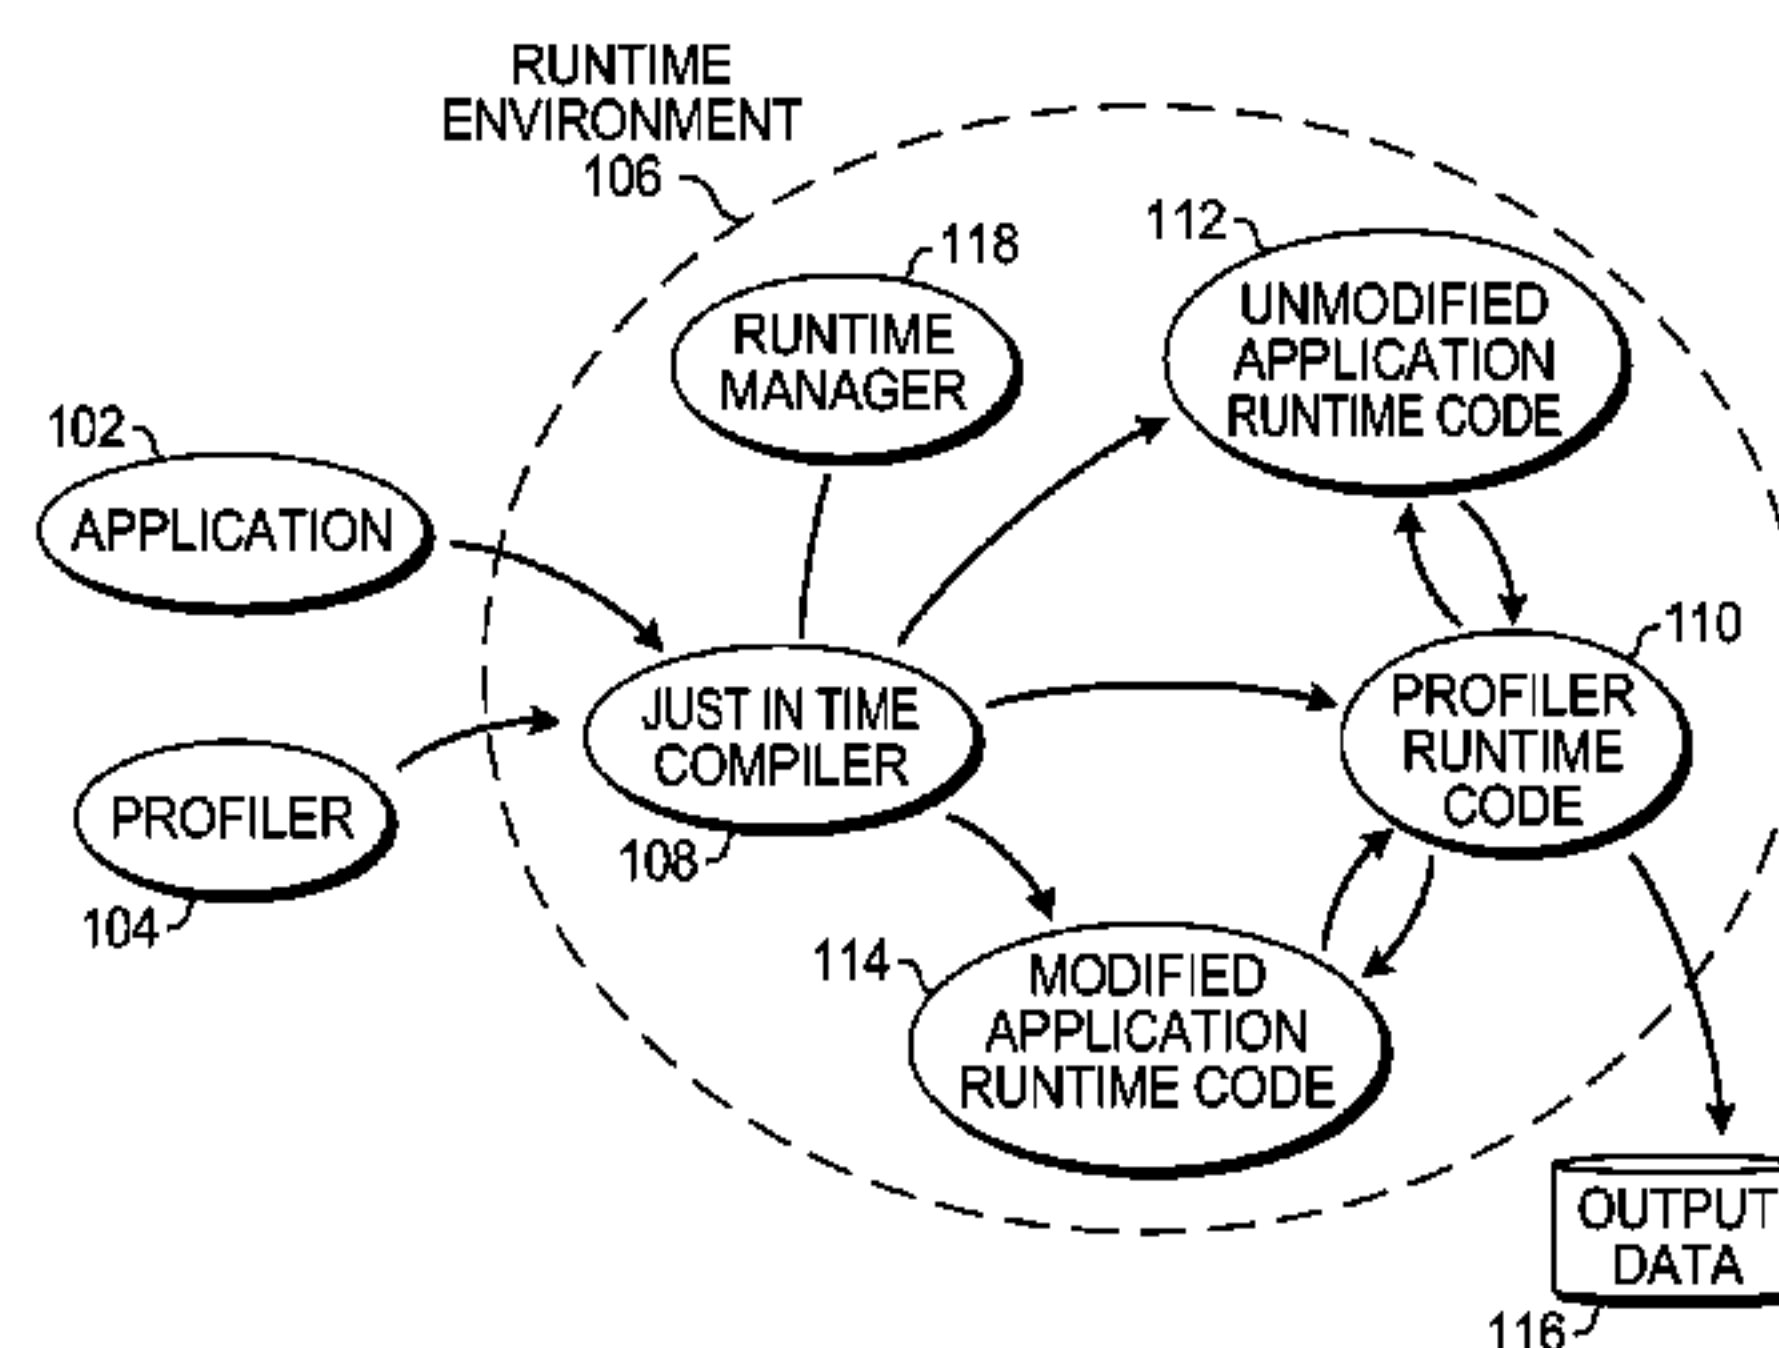 RUNTIME
ENVIRONMENT
106
118
RUNTIME
MANAGER
112
UNMODIFIED
APPLICATION
RUNTIME CODE
102
APPLICATION
PROFILER
104
JUST IN TIME
COMPILER
108
110
PROFILER
RUNTIME
CODE
114
MODIFIED
APPLICATION
RUNTIME CODE
OUTPUT
DATA
116